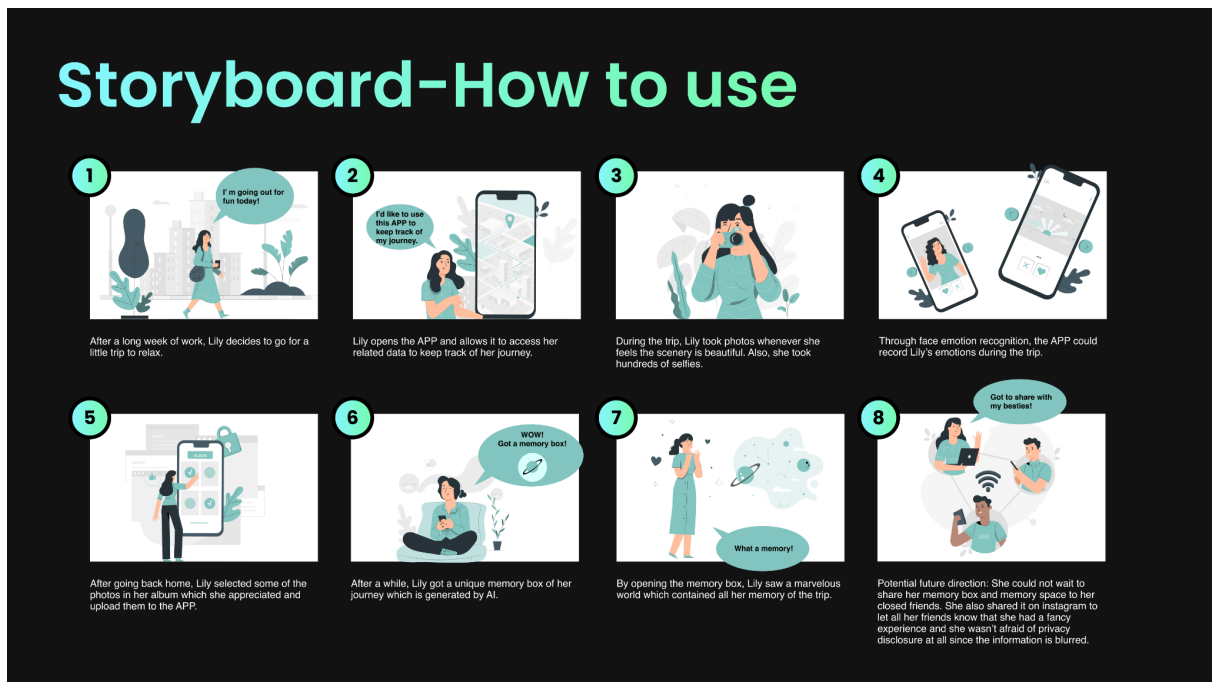 Storyboard-How to use
1
I' m going out for
fun today!
After a long week of work, Lily decides to go for a
little trip to relax.
2
I'd like to use
this APP to
keep track of
my journey.
Lily opens the APP and allows it to access her
related data to keep track of her journey.
3
During the trip, Lily took photos whenever she
feels the scenery is beautiful. Also, she took
hundreds of selfies.
4
Through face emotion recognition, the APP could
record Lily's emotions during the trip.
5
ALBUM
After going back home, Lily selected some of the
photos in her album which she appreciated and
upload them to the APP.
6
WOW!
Got a memory box!
After a while, Lily got a unique memory box of her
journey which is generated by AI.
7
What a memory!
By opening the memory box, Lily saw a marvelous
world which contained all her memory of the trip.
8
Got to share with
my besties!
Potential future direction: She could not wait to
share her memory box and memory space to her
closed friends. She also shared it on instagram to
let all her friends know that she had a fancy
experience and she wasn't afraid of privacy
disclosure at all since the information is blurred.